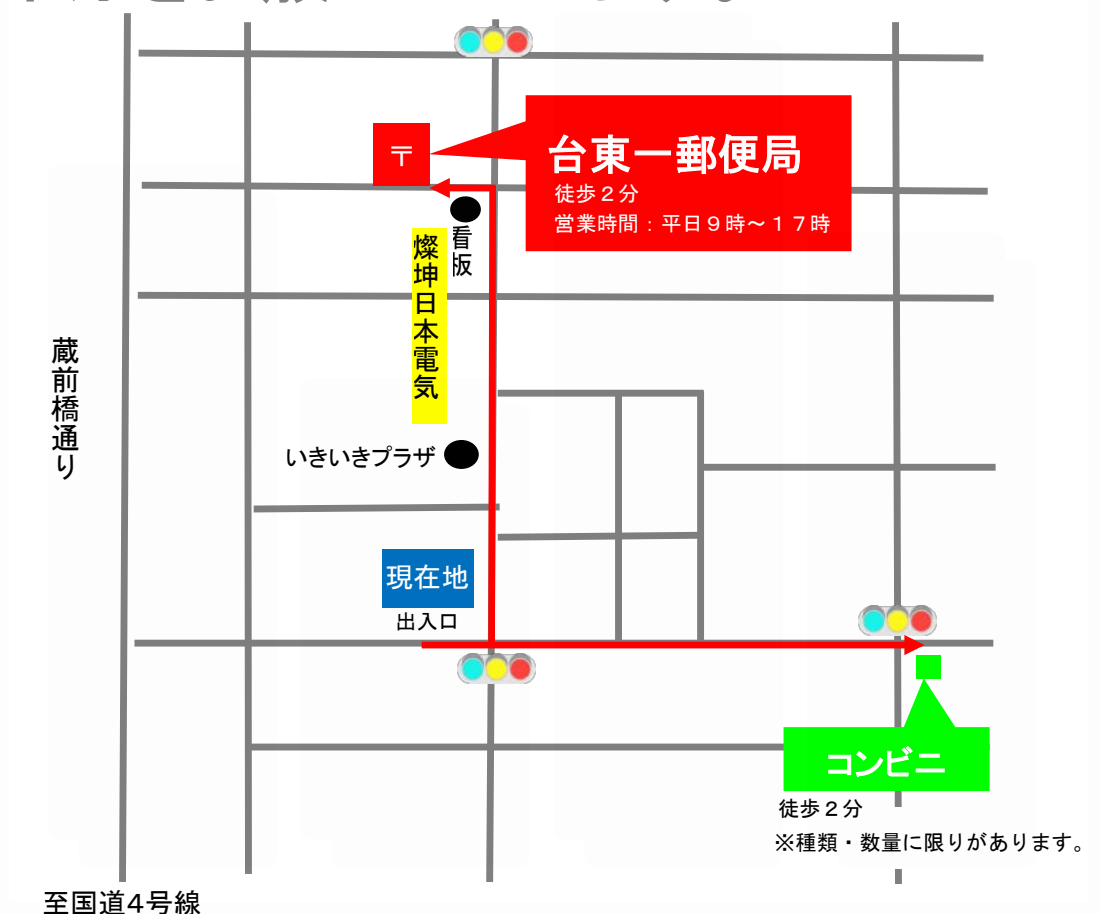 〒
台東一郵便局
徒歩２分
営業時間：平日９時～１７時
看板
燦坤日本電気
蔵前橋通り
いきいきプラザ
現在地
出入口
コンビニ
徒歩２分
※種類・数量に限りがあります。
至国道4号線